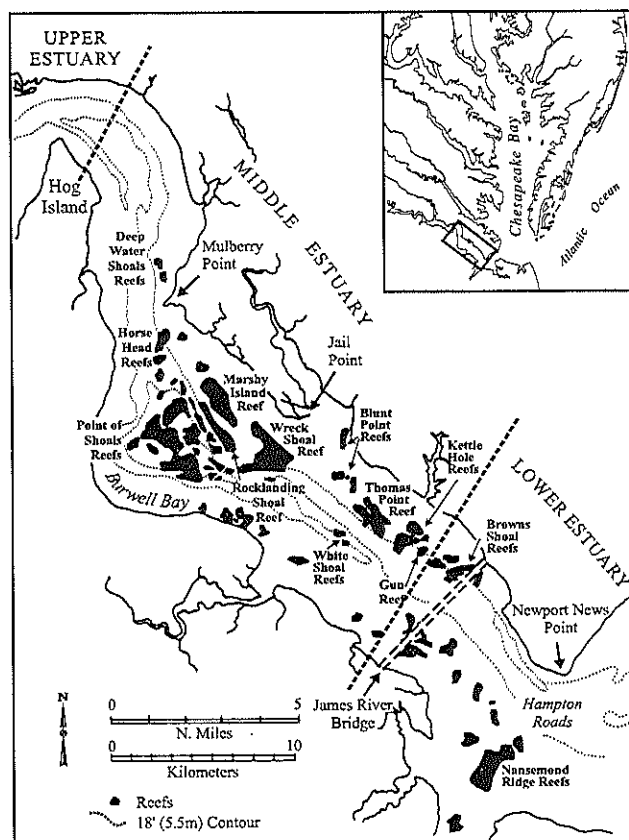 UPPER
ESTUARY
Hog
Island
MIDDLE ESTUARY
Deep
Water
Shoals
Reefs
Mulberry
Point
Horse
Head
Reefs
Marshy
Island
Reef
Jail
Point
Point of
Shoals
Reefs
Wreck
Shoal
Reef
Blunt
Point
Reefs
Kettle
Hole Reefs
LOWER ESTUARY
Burwell Bay
Rocklanding
Shoal
Reef
Thomas
Point
Reef
Browns
Shoal Reefs
White
Shoal
Reefs
Gun
Reef
Newport News
Point
James River
Bridge
Hampton
Roads
Nansemond
Ridge Reefs
N
0 5
N. Miles
0 10
Kilometers
Reefs
18' (5.5m) Contour
Chesapeake Bay
Atlantic Ocean